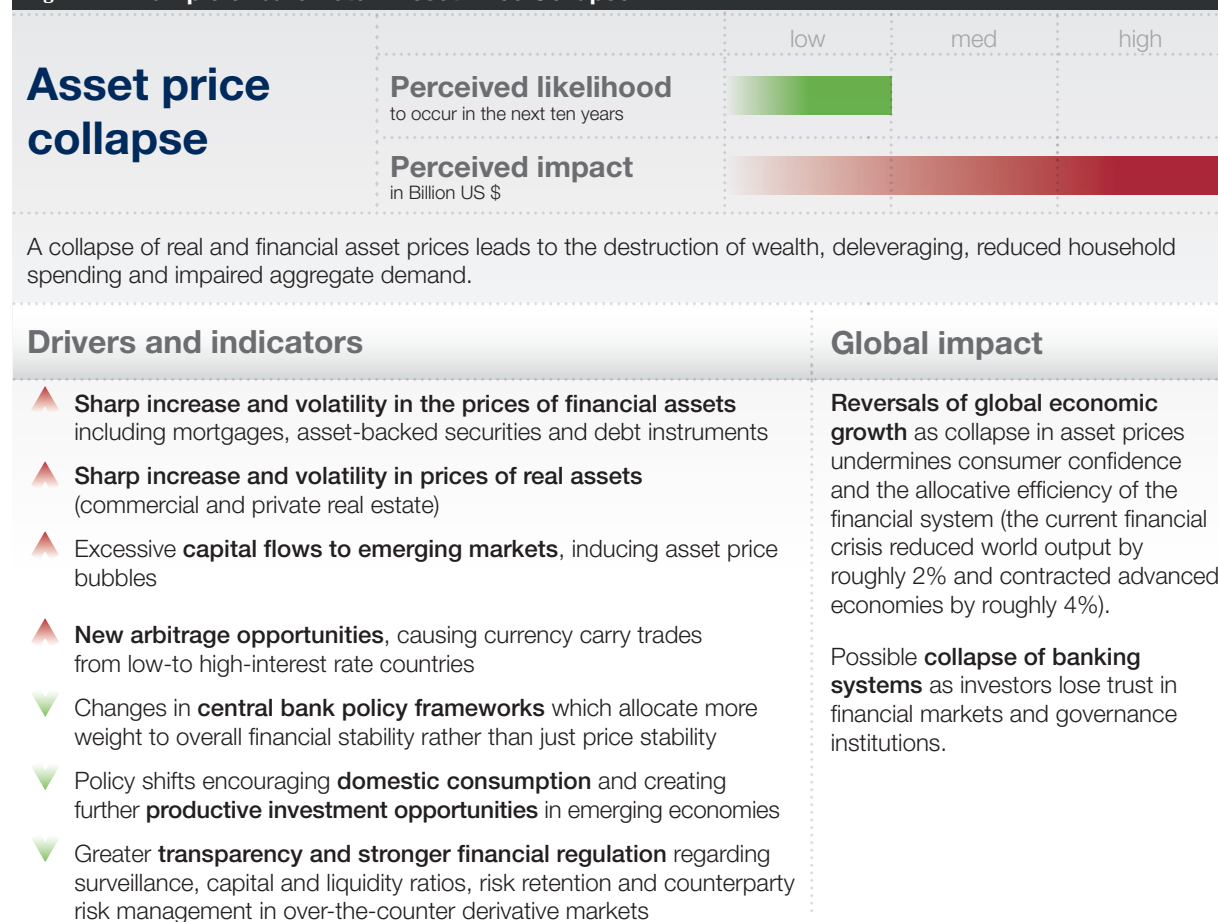 Asset price
collapse
low med high
Perceived likelihood
to occur in the next ten years
Perceived impact
in Billion US $
A collapse of real and financial asset prices leads to the destruction of wealth, deleveraging, reduced household
spending and impaired aggregate demand.
Drivers and indicators
Sharp increase and volatility in the prices of financial assets
including mortgages, asset-backed securities and debt instruments
Sharp increase and volatility in prices of real assets
(commercial and private real estate)
Excessive capital flows to emerging markets, inducing asset price
bubbles
New arbitrage opportunities, causing currency carry trades
from low-to high-interest rate countries
Changes in central bank policy frameworks which allocate more
weight to overall financial stability rather than just price stability
Policy shifts encouraging domestic consumption and creating
further productive investment opportunities in emerging economies
Greater transparency and stronger financial regulation regarding
surveillance, capital and liquidity ratios, risk retention and counterparty
risk management in over-the-counter derivative markets
Global impact
Reversals of global economic
growth as collapse in asset prices
undermines consumer confidence
and the allocative efficiency of the
financial system (the current financial
crisis reduced world output by
roughly 2% and contracted advanced
economies by roughly 4%).
Possible collapse of banking
systems as investors lose trust in
financial markets and governance
institutions.